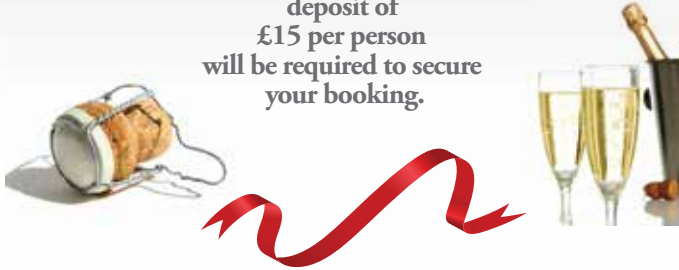 deposit of
£15 per person
will be required to secure
your booking.